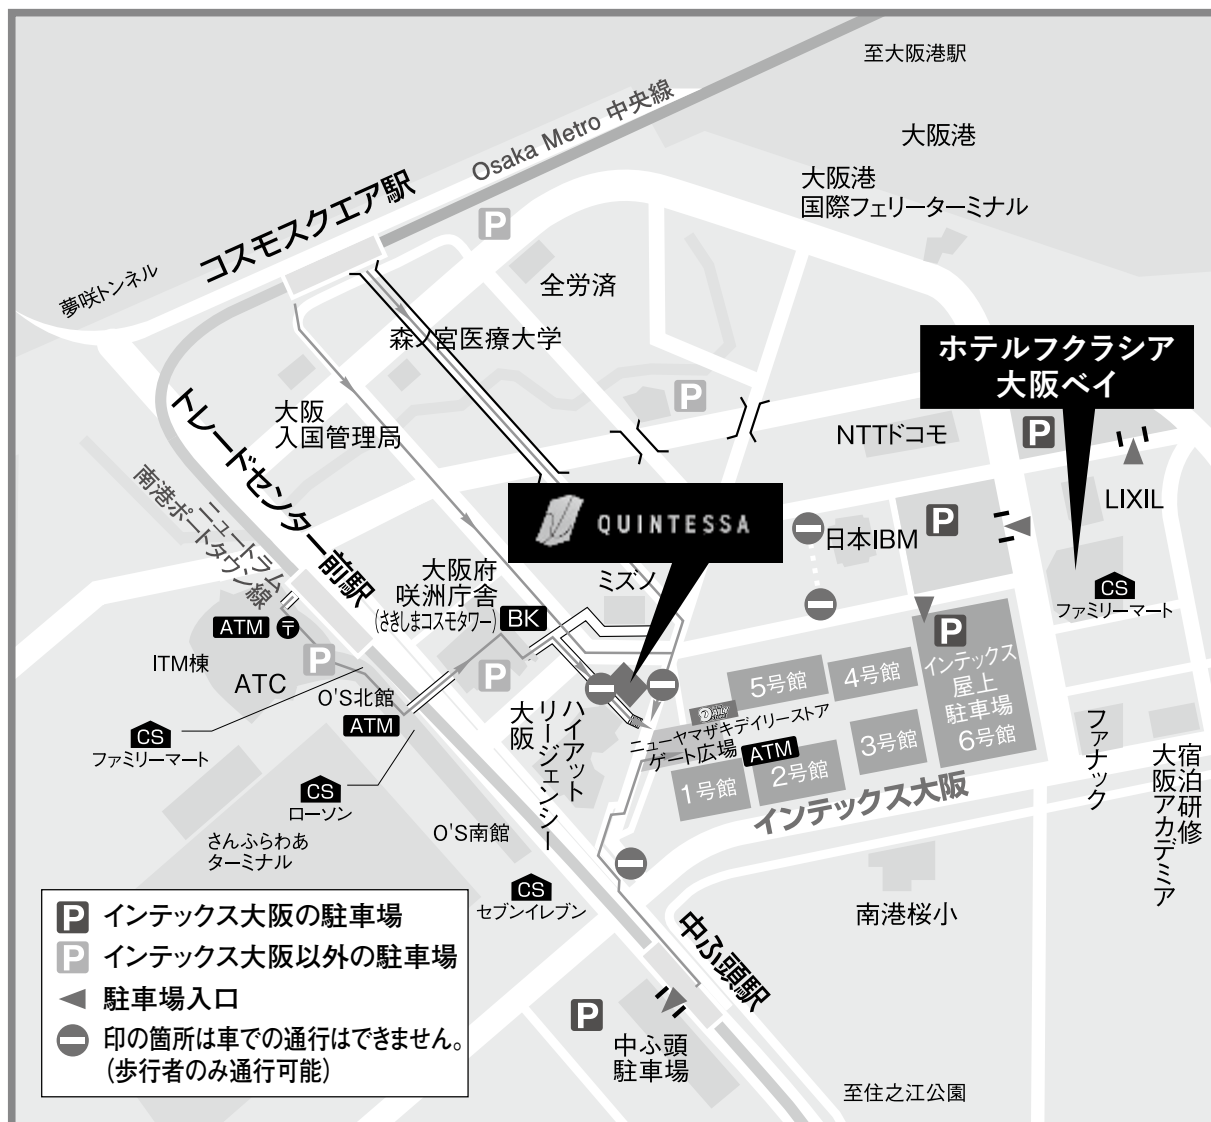 至大阪港駅
Osaka Metro 中央線
大阪港
大阪港
国際フェリーターミナル
コスモスクエア駅
P
夢咲トンネル
全労済
森ノ宮医療大学
ホテルフクラシア
大阪ベイ
トレードセンター前駅
大阪
入国管理局
P
NTTドコモ
P
LIXIL
ニュートラム
南港ポートタウン線
QUINTESSA
P
日本IBM
大阪府
咲洲庁舎
(さきしまコスモタワー)
BK
ミズノ
CS
ファミリーマート
ATM
〒
P
ITM棟
ATC
O'S北館
ATM
P
P
インテックス
屋上
駐車場
6号館
5号館
4号館
3号館
2号館
1号館
ニューヤマザキデイリーストア
ゲート広場
ATM
インテックス大阪
ハイアット
リージェンシー
大阪
ファナック
宿泊研修
大阪アカデミア
CS
ファミリーマート
CS
ローソン
さんふらわあ
ターミナル
O'S南館
CS
セブンイレブン
南港桜小
中ふ頭駅
P
中ふ頭
駐車場
至住之江公園
P インテックス大阪の駐車場
P インテックス大阪以外の駐車場
駐車場入口
印の箇所は車での通行はできません。
(歩行者のみ通行可能)